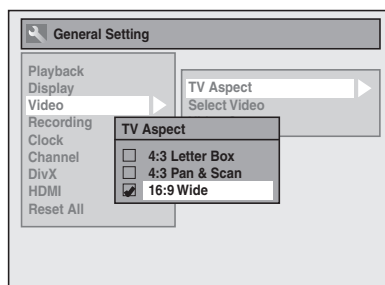 General Setting
Playback
Display
Video
Recording
Clock
Channel
DivX
HDMI
Reset All
TV Aspect
Select Video
TV Aspect
4:3 Letter Box
4:3 Pan & Scan
16:9 Wide